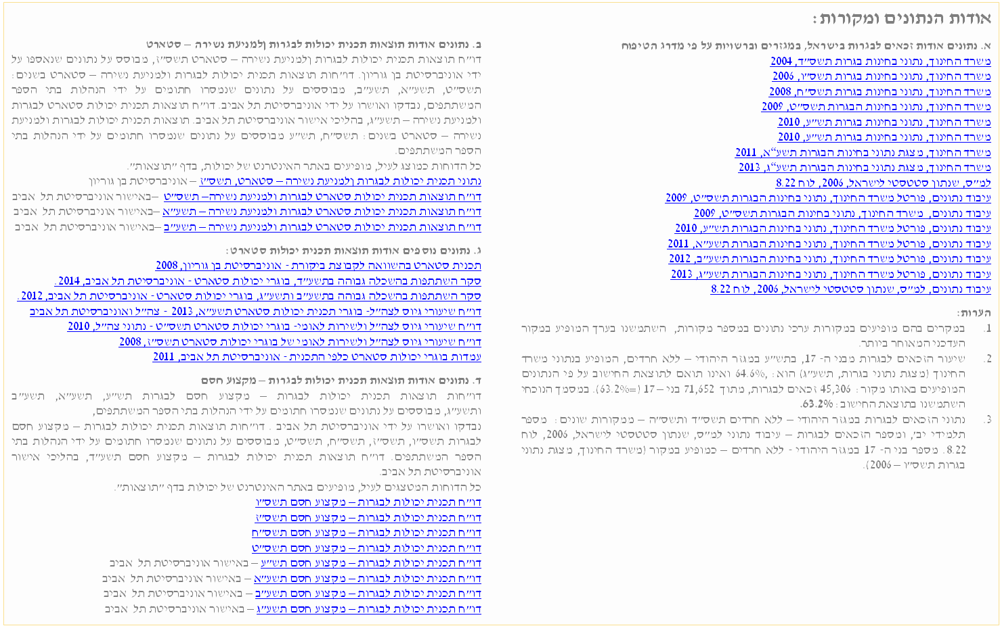 אודות הנתונים ומקורות:
א. נתונים אודות זכאים לבגרות בישראל, במגזרים וברשויות על פי מדרג הטיפוח
משרד החינוך, נתוני בחינות בגרות תשס״ד, 2004
משרד החינוך, נתוני בחינות בגרות תשס״ו, 2006
משרד החינוך, נתוני בחינות בגרות תשס״ח, 2008
משרד החינוך, נתוני בחינות הבגרות תשס״ט, 2009
משרד החינוך, נתוני בחינות בגרות תש״ע, 2010
משרד החינוך, נתוני בחינות בגרות תש״ע, 2010
משרד החינוך, מצגת נתוני בחינות הבגרות תשע“א, 2011
משרד החינוך, מצגת נתוני בחינות הבגרות תשע“ג, 2013
למ״ס, שנתון סטטסטי לישראל, 2006, לוח 8.22
עיבוד נתונים, פורטל משרד החינוך, נתוני בחינות הבגרות תשס״ט, 2009
עיבוד נתונים, משרד החינוך, נתוני בחינות הבגרות תשס״ט, 2009
עיבוד נתונים, פורטל משרד החינוך, נתוני בחינות הבגרות תש״ע, 2010
עיבוד נתונים, פורטל משרד החינוך, נתוני בחינות הבגרות תשע״א, 2011
עיבוד נתונים, פורטל משרד החינוך, נתוני בחינות הבגרות תשע״ב, 2012
עיבוד נתונים, פורטל משרד החינוך, נתוני בחינות הבגרות תשע״ג, 2013
עיבוד נתונים, למ״ס, שנתון סטטסטי לישראל, 2006, לוח 8.22
הערות:
1. במקרים בהם מופיעים במקורות ערכי נתונים במספר מקורות, השתמשנו בערך המופיע במקור
העדכני המאוחר ביותר.
2. שיעור הזכאים לבגרות מבני ה- 17, בתש״ע במגזר היהודי – ללא חרדים, המופיע בנתוני משרד
החינוך (מצגת נתוני בגרות, תשע״ג) הוא: 64.6%, ואינו תואם לתוצאת החישוב על פי הנתונים
המופיעים באותו מקור: 45,306 זכאים לבגרות, מתוך 71,652 בני – 17 (=63.2%). במסמך הנוכחי
השתמשנו בתוצאת החישוב: 63.2%.
3. נתוני הזכאים לבגרות במגזר היהודי – ללא חרדים תשס״ד ותשס״ה – ממקורות שונים: מספר
תלמידי יב׳, ומספר הזכאים לבגרות – עיבוד נתוני למ״ס, שנתון סטטסטי לישראל, 2006, לוח
8.22. מספר בני ה- 17 במגזר היהודי - ללא חרדים – כמופיע במקור (משרד החינוך, מצגת נתוני
בגרות תשס״ו – 2006).
ב. נתונים אודות תוצאות תכנית יכולות לבגרות ולמניעת נשירה – סטארט
דו״ח תוצאות תכנית יכולות לבגרות ולמניעת נשירה – סטארט תשס״ז, מבוסס על נתונים שנאספו על
ידי אוניברסיטת בן גוריון. דו״חות תוצאות תכנית יכולות לבגרות ולמניעת נשירה – סטארט בשנים:
תשס״ט, תשע״א, תשע״ב, מבוססים על נתונים שנמסרו חתומים על ידי הנהלות בתי הספר
המשתתפים, נבדקו ואושרו על ידי אוניברסיטת תל אביב. דו״ח תוצאות תכנית יכולות סטארט לבגרות
ולמניעת נשירה – תשע״ג, בהליכי אישור אוניברסיטת תל אביב. תוצאות תכנית יכולות לבגרות ולמניעת
נשירה – סטארט בשנים: תשס״ח, תש״ע מבוססים על נתונים שנמסרו חתומים על ידי הנהלות בתי
הספר המשתתפים.
כל הדוחות כמוצג לעיל, מופיעים באתר האינטרנט של יכולות, בדף ״תוצאות״.
נתוני תכנית יכולות לבגרות ולמניעת נשירה – סטארט, תשס״ז – אוניברסיטת בן גוריון
דו״ח תוצאות תכנית יכולות סטארט לבגרות ולמניעת נשירה– תשס״ט –באישור אוניברסיטת תל אביב
דו״ח תוצאות תכנית יכולות סטארט לבגרות ולמניעת נשירה – תשע״א –באישור אוניברסיטת תל אביב
דו״ח תוצאות תכנית יכולות סטארט לבגרות ולמניעת נשירה – תשע״ב –באישור אוניברסיטת תל אביב
ג. נתונים נוספים אודות תוצאות תכנית יכולות סטארט:
תכנית סטארט בהשוואה לקבוצת ביקורת - אוניברסיטת בן גוריון, 2008
סקר השתתפות בהשכלה גבוהה בתשע״ד, בוגרי יכולות סטארט - אוניברסיטת תל אביב, 2014.
סקר השתתפות בהשכלה גבוהה בתשע״ב ותשע״ג, בוגרי יכולות סטארט - אוניברסיטת תל אביב, 2012.
דו״ח שיעורי גיוס לצה״ל- בוגרי תכנית יכולות סטארט תשע״א, 2013 - צה״ל ואוניברסיטת תל אביב
דו״ח שיעורי גיוס לצה״ל ולשירות לאומי- בוגרי יכולות סטארט תשס״ט - נתוני צה״ל, 2010
דו״ח שיעורי גיוס לצה״ל ולשירות לאומי של בוגרי יכולות סטארט תשס״ז, 2008
עמדות בוגרי יכולות סטארט כלפי התכנית - אוניברסיטת תל אביב, 2011
ד. נתונים אודות תוצאות תכנית יכולות לבגרות – מקצוע חסם
דו״חות תוצאות תכנית יכולות לבגרות – מקצוע חסם לבגרות תש״ע, תשע״א, תשע״ב
ותשע״ג, מבוססים על נתונים שנמסרו חתומים על ידי הנהלות בתי הספר המשתתפים,
נבדקו ואושרו על ידי אוניברסיטת תל אביב . דו״חות תוצאות תכנית יכולות לבגרות – מקצוע חסם
לבגרות תשס״ו, תשס״ז, תשס״ח, תשס״ט, מבוססים על נתונים שנמסרו חתומים על ידי הנהלות בתי
הספר המשתתפים. דו״ח תוצאות תכנית יכולות לבגרות – מקצוע חסם תשע״ד, בהליכי אישור
אוניברסיטת תל אביב.
כל הדוחות המטצגים לעיל, מופיעים באתר האינטרנט של יכולות בדף ״תוצאות״.
דו״ח תכנית יכולות לבגרות – מקצוע חסם תשס״ו
דו״ח תכנית יכולות לבגרות – מקצוע חסם תשס״ז
דו״ח תכנית יכולות לבגרות – מקצוע חסם תשס״ח
דו״ח תכנית יכולות לבגרות – מקצוע חסם תשס״ט
דו״ח תכנית יכולות לבגרות – מקצוע חסם תש״ע – באישור אוניברסיטת תל אביב
דו״ח תכנית יכולות לבגרות – מקצוע חסם תשע״א – באישור אוניברסיטת תל אביב
דו״ח תכנית יכולות לבגרות – מקצוע חסם תשע״ב – באישור אוניברסיטת תל אביב
דו״ח תכנית יכולות לבגרות – מקצוע חסם תשע״ג – באישור אוניברסיטת תל אביב